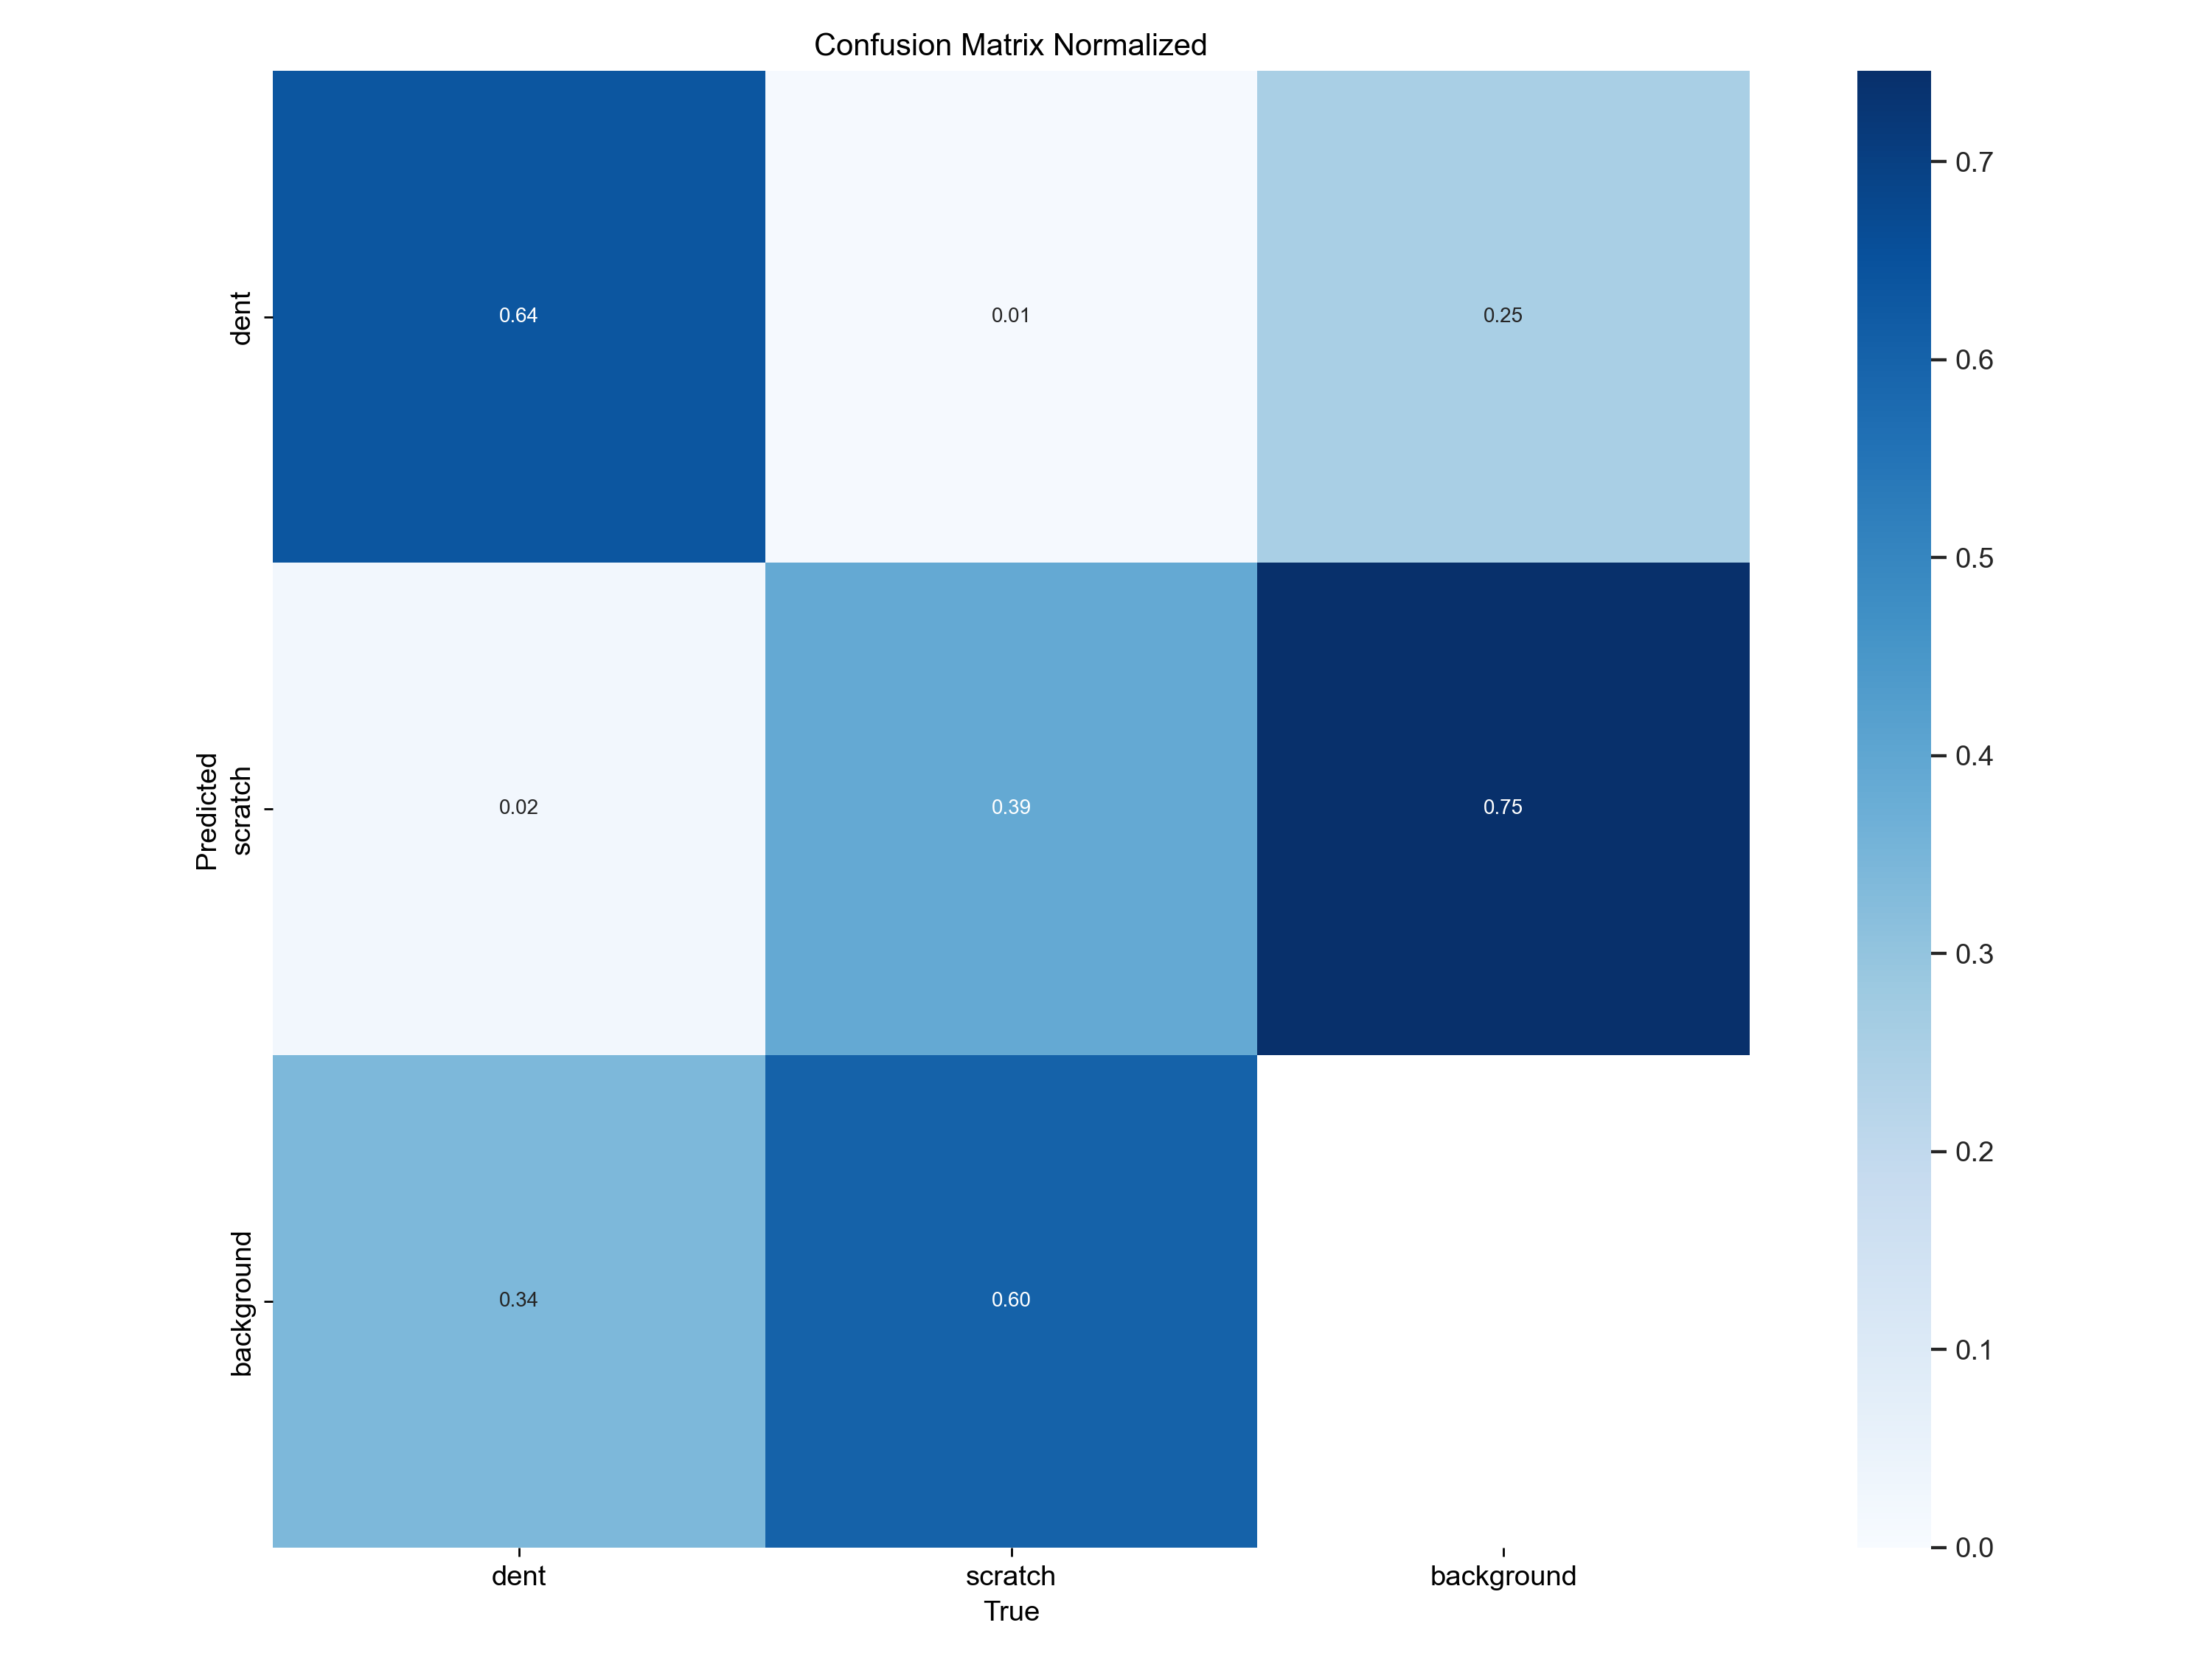 Confusion Matrix Normalized
dent
0.64
0.01
0.25
Predicted
scratch
0.02
0.39
0.75
background
0.34
0.60
dent
scratch
background
True
0.7
0.6
0.5
0.4
0.3
0.2
0.1
0.0